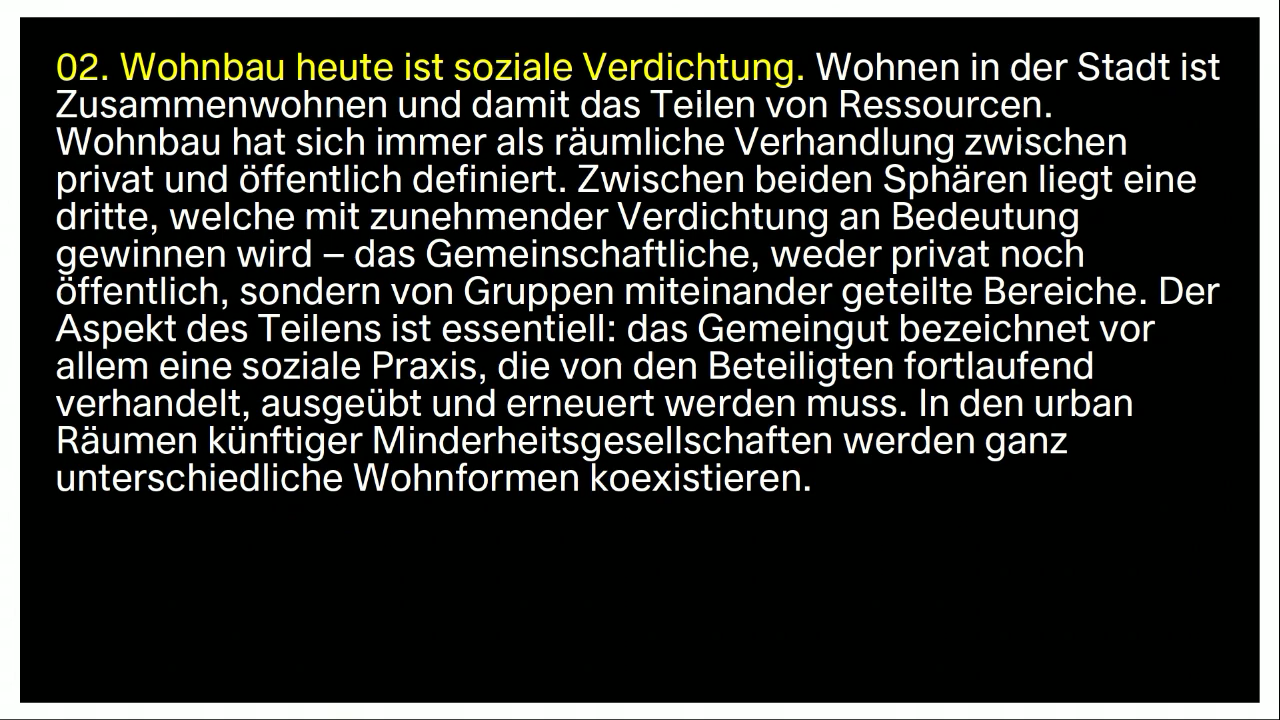 02. Wohnbau heute ist soziale Verdichtung. Wohnen in der Stadt ist
Zusammenwohnen und damit das Teilen von Ressourcen.
Wohnbau hat sich immer als räumliche Verhandlung zwischen
privat und öffentlich definiert. Zwischen beiden Sphären liegt eine
dritte, welche mit zunehmender Verdichtung an Bedeutung
gewinnen wird – das Gemeinschaftliche, weder privat noch
öffentlich, sondern von Gruppen miteinander geteilte Bereiche. Der
Aspekt des Teilens ist essentiell: das Gemeingut bezeichnet vor
allem eine soziale Praxis, die von den Beteiligten fortlaufend
verhandelt, ausgeübt und erneuert werden muss. In den urban
Räumen künftiger Minderheitsgesellschaften werden ganz
unterschiedliche Wohnformen koexistieren.